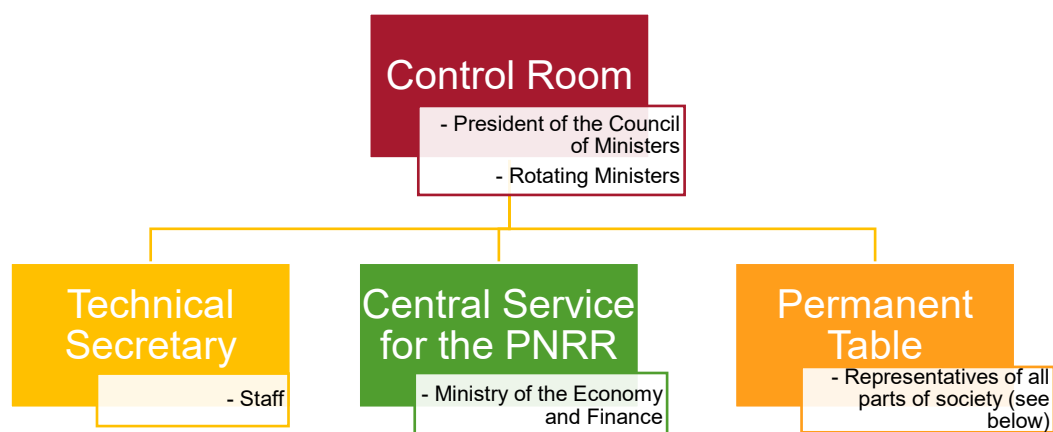 Control Room
- President of the Council
of Ministers
- Rotating Ministers
Technical
Secretary
- Staff
Central Service
for the PNRR
- Ministry of the Economy
and Finance
Permanent
Table
- Representatives of all
parts of society (see
below)